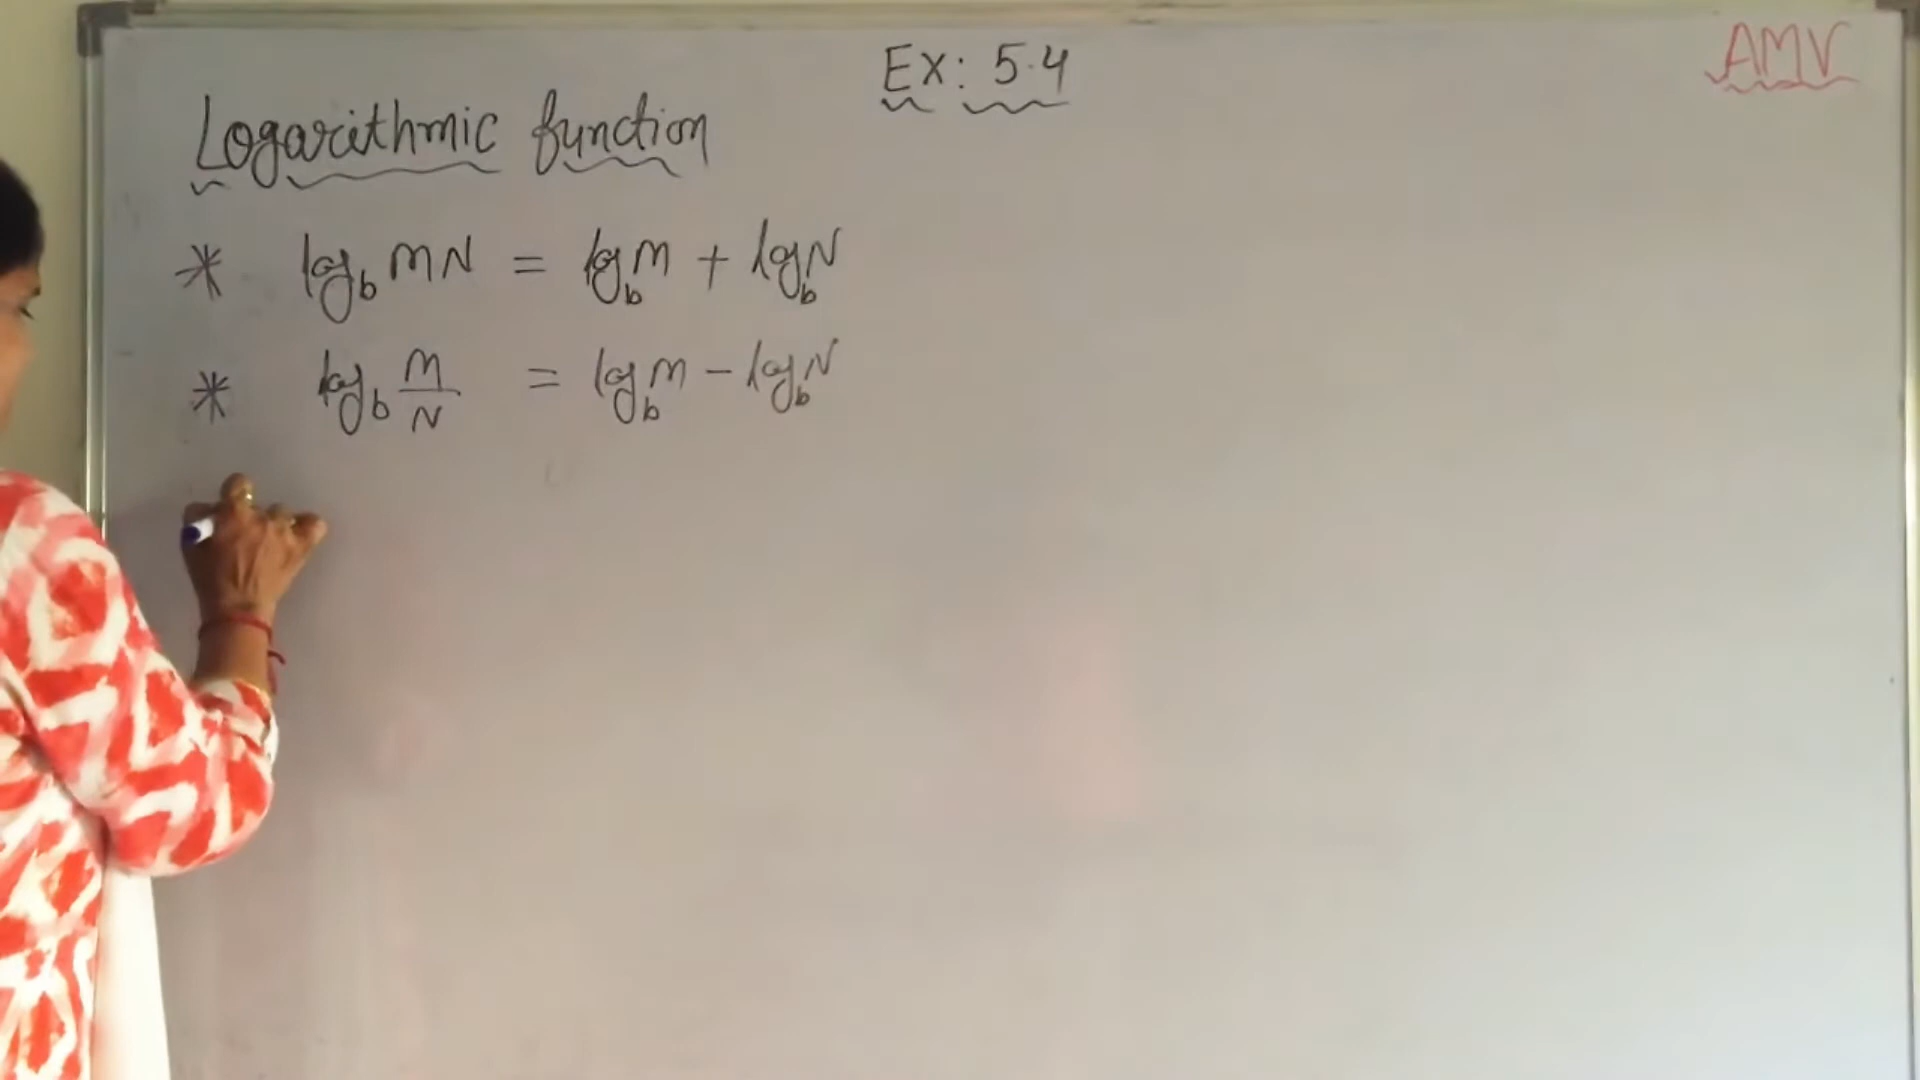 Ex: 5.4
AMV
Logarithmic function
* log_b MN = log_b M + log_b N
* log_b M/N = log_b M - log_b N